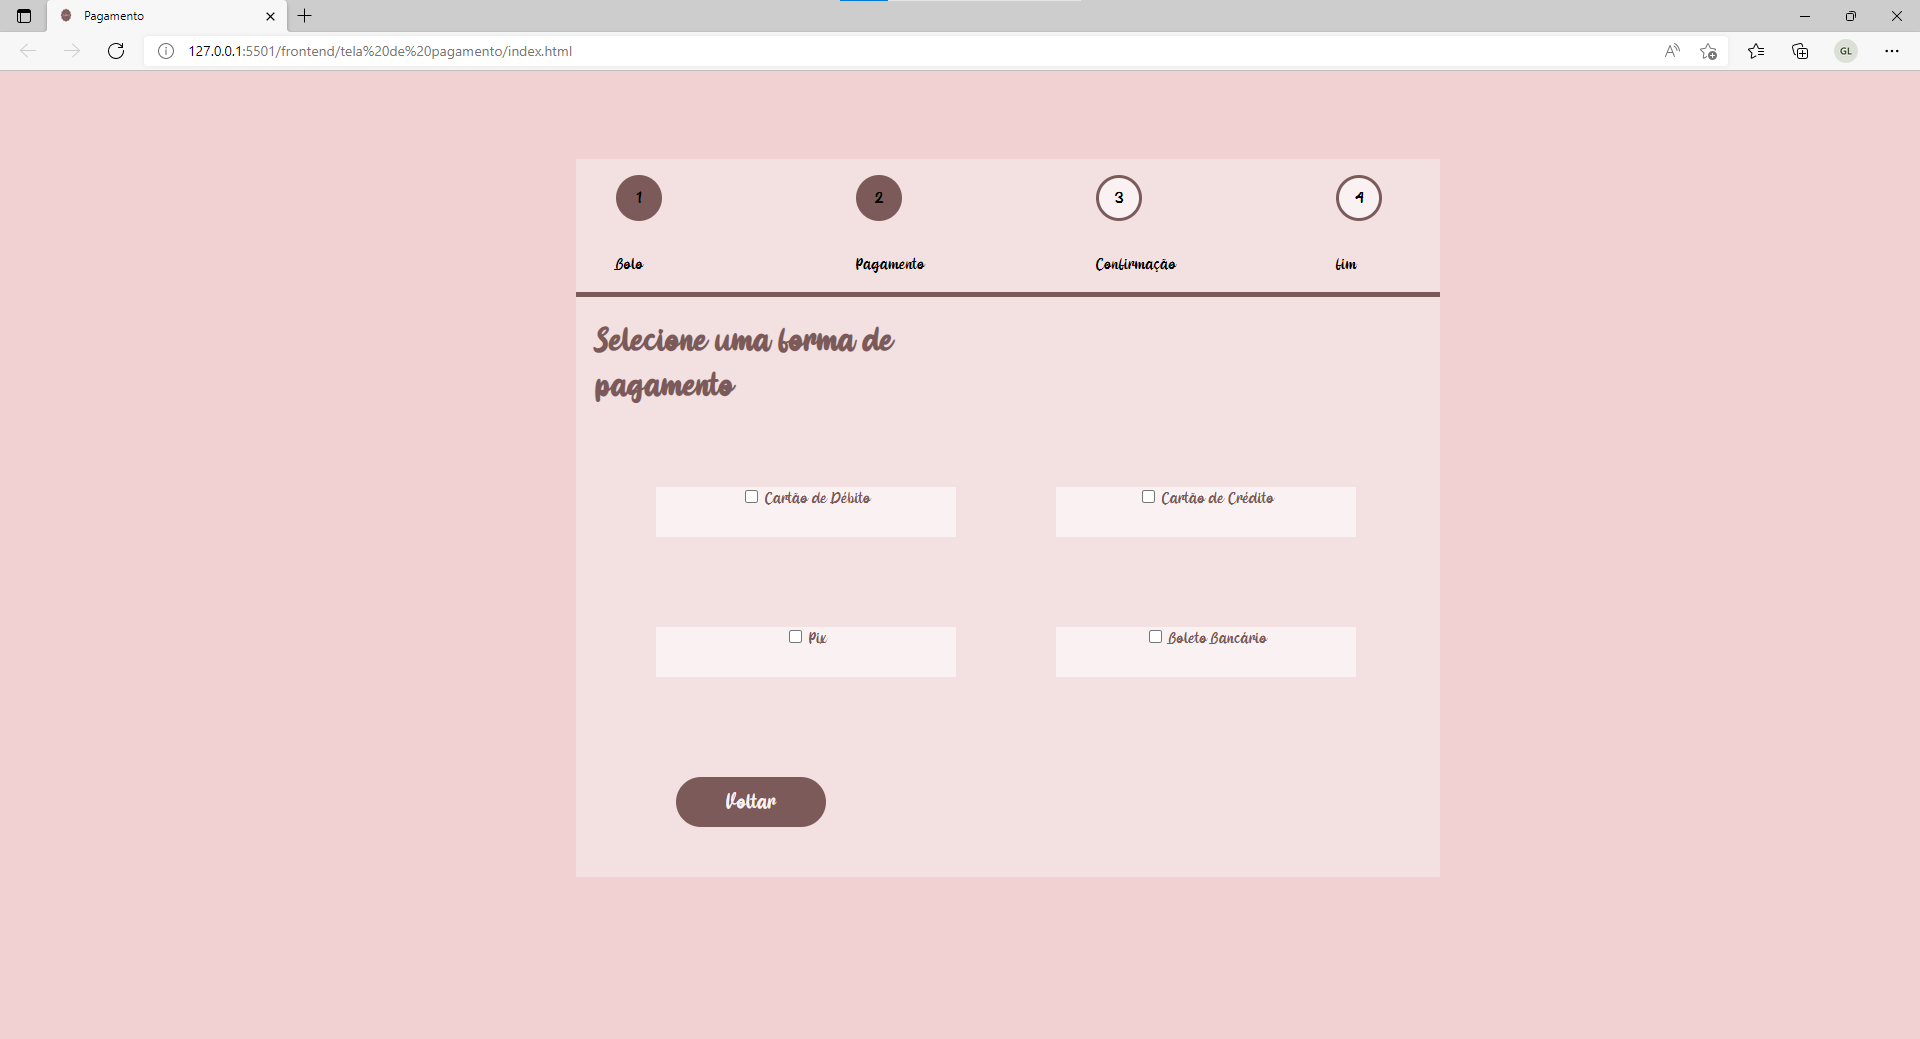 Pagamento
127.0.0.1:5501/frontend/tela%20de%20pagamento/index.html
GL
1 2 3 4
Bolo Pagamento Confirmação fim
Selecione uma forma de
pagamento
Cartão de Débito Cartão de Crédito
Pix Boleto Bancário
Voltar